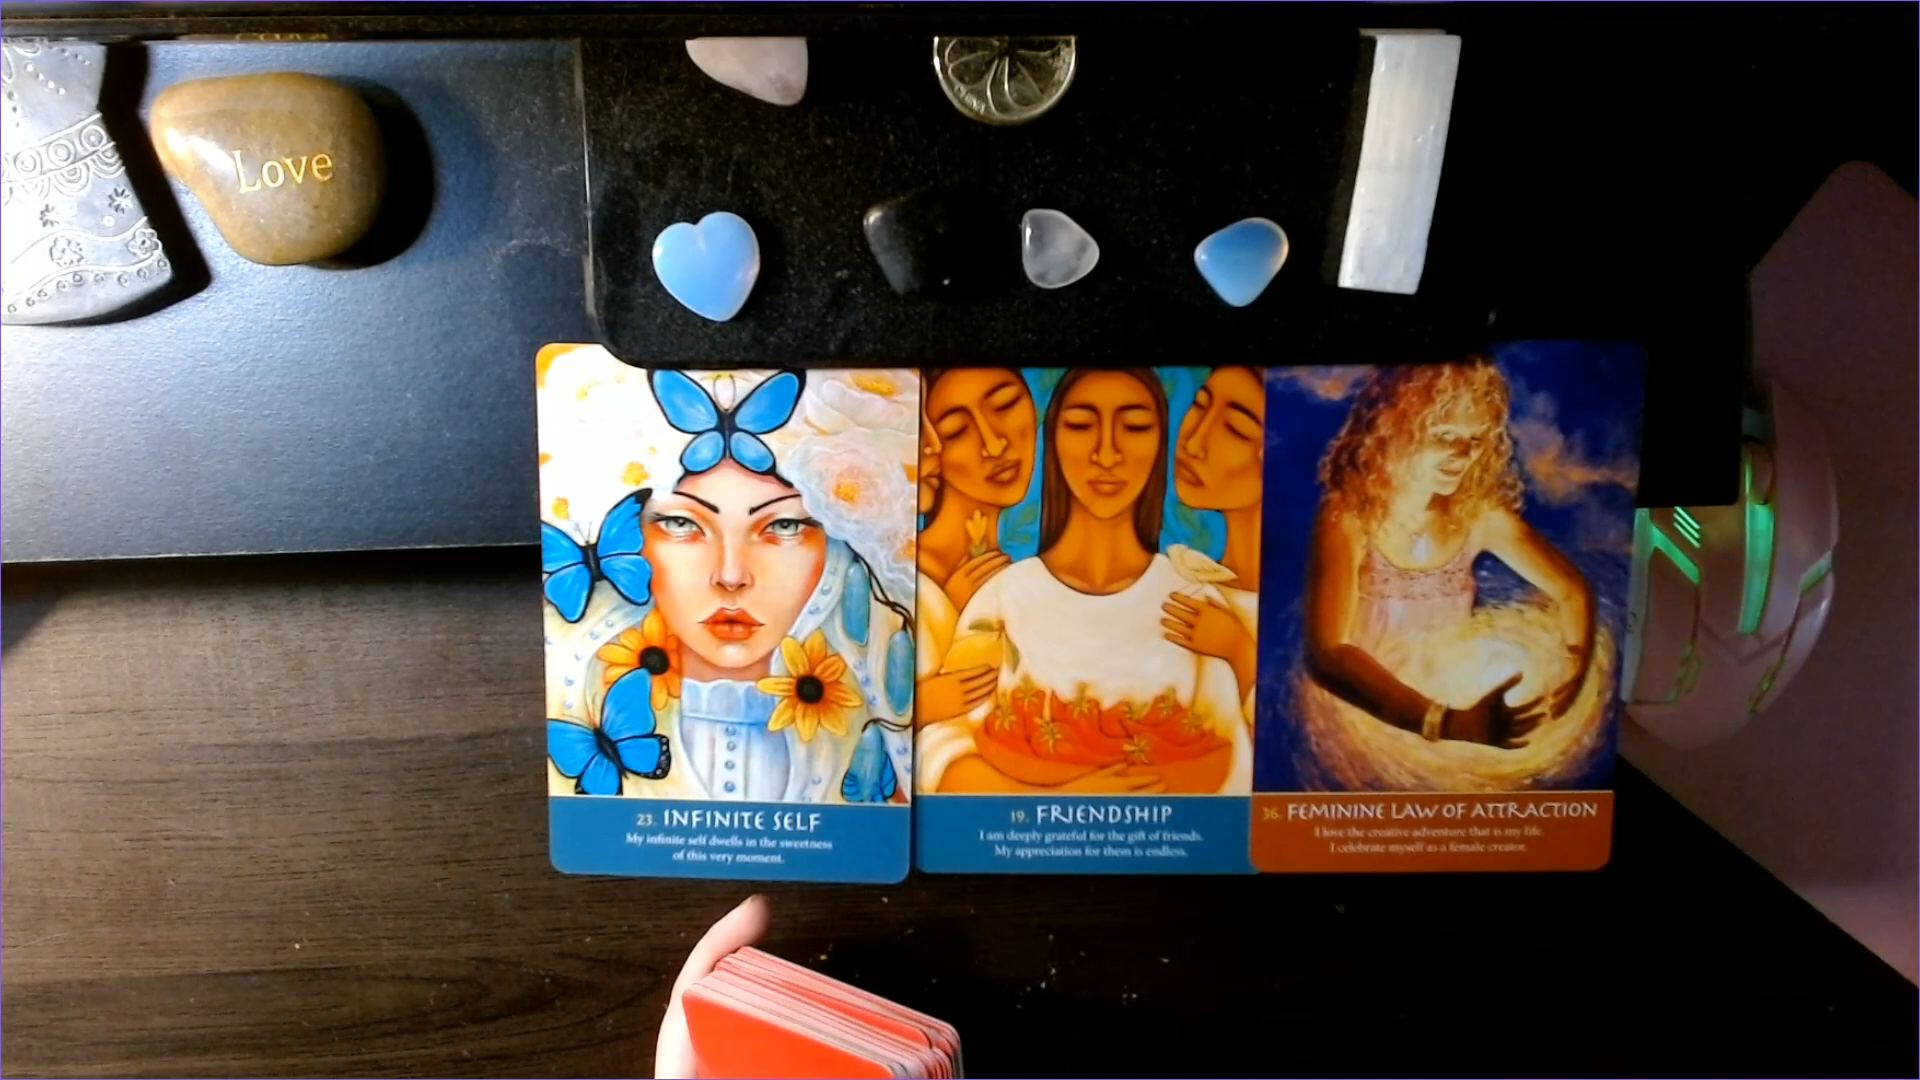 Love
CHINA
23. INFINITE SELF
My infinite self dwells in the sweetness
of this very moment.
19. FRIENDSHIP
I am deeply grateful for the gift of friends.
My appreciation for them is endless.
36. FEMININE LAW OF ATTRACTION
I love the creative adventure that is my life.
I celebrate myself as a female creator.